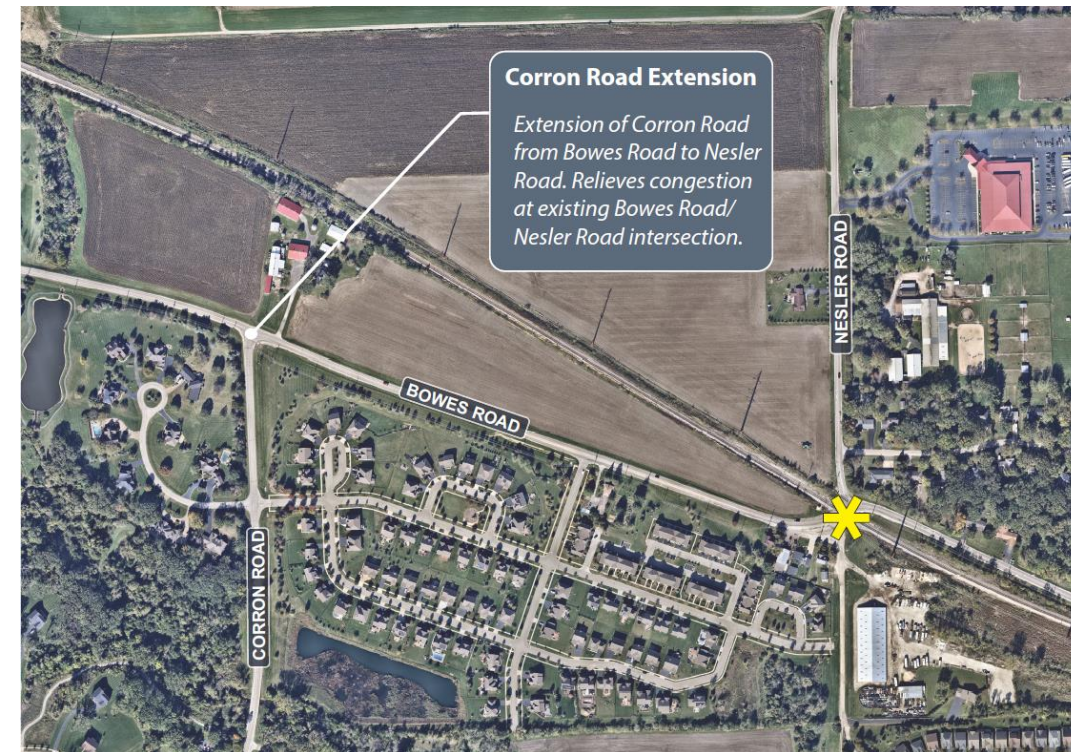 Corron Road Extension
Extension of Corron Road
from Bowes Road to Nesler
Road. Relieves congestion
at existing Bowes Road/
Nesler Road intersection.
NESLER ROAD
BOWES ROAD
CORRON ROAD